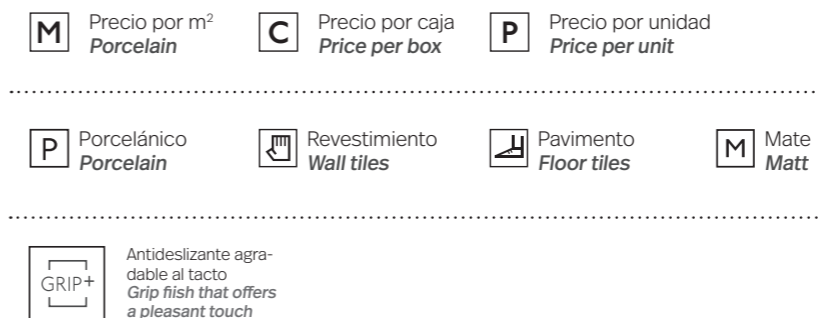 M Precio por m² C Precio por caja P Precio por unidad
Porcelain Price per box Price per unit
P Porcelánico Revestimiento Pavimento M Mate
Porcelain Wall tiles Floor tiles Matt
Antideslizante agra-
dable al tacto
GRIP+ Grip fiish that offers
a pleasant touch